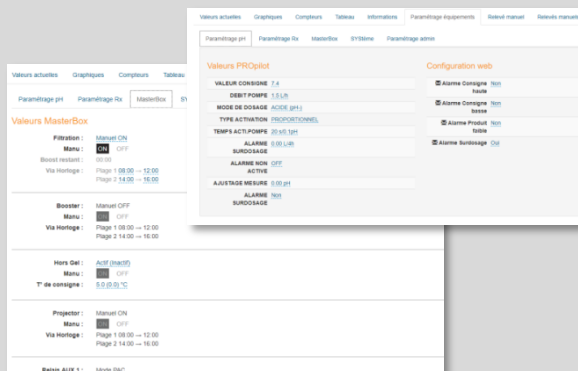 Valeurs actuelles Graphiques Compteurs Tableau Informations Paramétrage équipements Relevé manuel Relevés manuels
Paramétrage pH Paramétrage Rx MasterBox SYStème Paramétrage admin
Valeurs PROpilot
VALEUR CONSIGNE 7.4
DEBIT POMPE 1.5 L/h
MODE DE DOSAGE ACIDE (pH-)
TYPE ACTIVATION PROPORTIONNEL
TEMPS ACTI.POMPE 20 s/0.1pH
ALARME SURDOSAGE 0.00 L/4h
ALARME NON ACTIVE OFF
AJUSTAGE MESURE 0.00 pH
ALARME SURDOSAGE Non
Configuration web
Alarme Consigne haute Non
Alarme Consigne basse Non
Alarme Produit faible Non
Alarme Surdosage Oui
Valeurs actuelles Graphiques Compteurs Tableau
Paramétrage pH Paramétrage Rx MasterBox
Valeurs MasterBox
Filtration : Manuel ON
Manu : ON OFF
Boost restant : 00:00
Via Horloge : Plage 1 08:00 → 12:00
Plage 2 14:00 → 16:00
Booster : Manuel OFF
Manu : ON OFF
Via Horloge : Plage 1 08:00 → 12:00
Plage 2 14:00 → 16:00
Hors Gel : Actif (Inactif)
Manu : ON OFF
T° de consigne : 5.0 (0.0) °C
Projector : Manuel ON
Manu : ON OFF
Via Horloge : Plage 1 08:00 → 12:00
Plage 2 14:00 → 16:00
Relais AUX 1 : Mode PAC